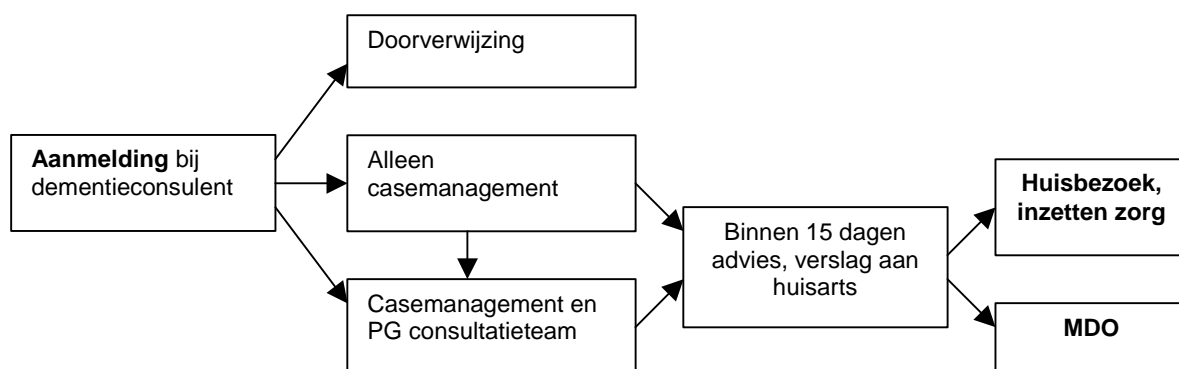 Doorverwijzing
Aanmelding bij
dementieconsulent
Alleen
casemanagement
Casemanagement en
PG consultatieteam
Binnen 15 dagen
advies, verslag aan
huisarts
Huisbezoek,
inzetten zorg
MDO